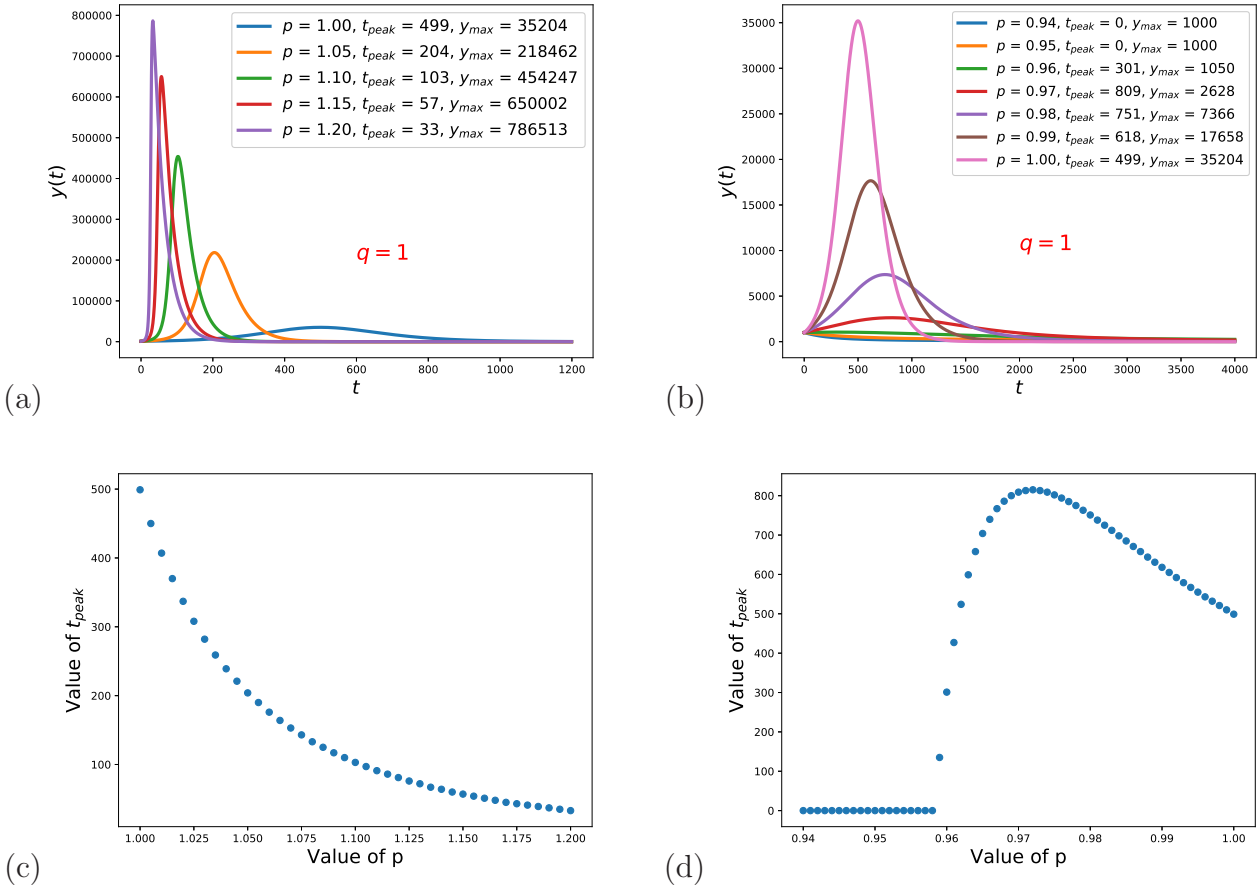 p = 1.00, t_peak = 499, y_max = 35204
p = 1.05, t_peak = 204, y_max = 218462
p = 1.10, t_peak = 103, y_max = 454247
p = 1.15, t_peak = 57, y_max = 650002
p = 1.20, t_peak = 33, y_max = 786513
800000
700000
600000
500000
400000
300000
200000
100000
0
y(t)
q = 1
0 200 400 600 800 1000 1200
t
(a)
p = 0.94, t_peak = 0, y_max = 1000
p = 0.95, t_peak = 0, y_max = 1000
p = 0.96, t_peak = 301, y_max = 1050
p = 0.97, t_peak = 809, y_max = 2628
p = 0.98, t_peak = 751, y_max = 7366
p = 0.99, t_peak = 618, y_max = 17658
p = 1.00, t_peak = 499, y_max = 35204
35000
30000
25000
20000
15000
10000
5000
0
y(t)
q = 1
0 500 1000 1500 2000 2500 3000 3500 4000
t
(b)
500
400
300
200
100
Value of t_peak
1.000 1.025 1.050 1.075 1.100 1.125 1.150 1.175 1.200
Value of p
(c)
800
700
600
500
400
300
200
100
0
Value of t_peak
0.94 0.95 0.96 0.97 0.98 0.99 1.00
Value of p
(d)